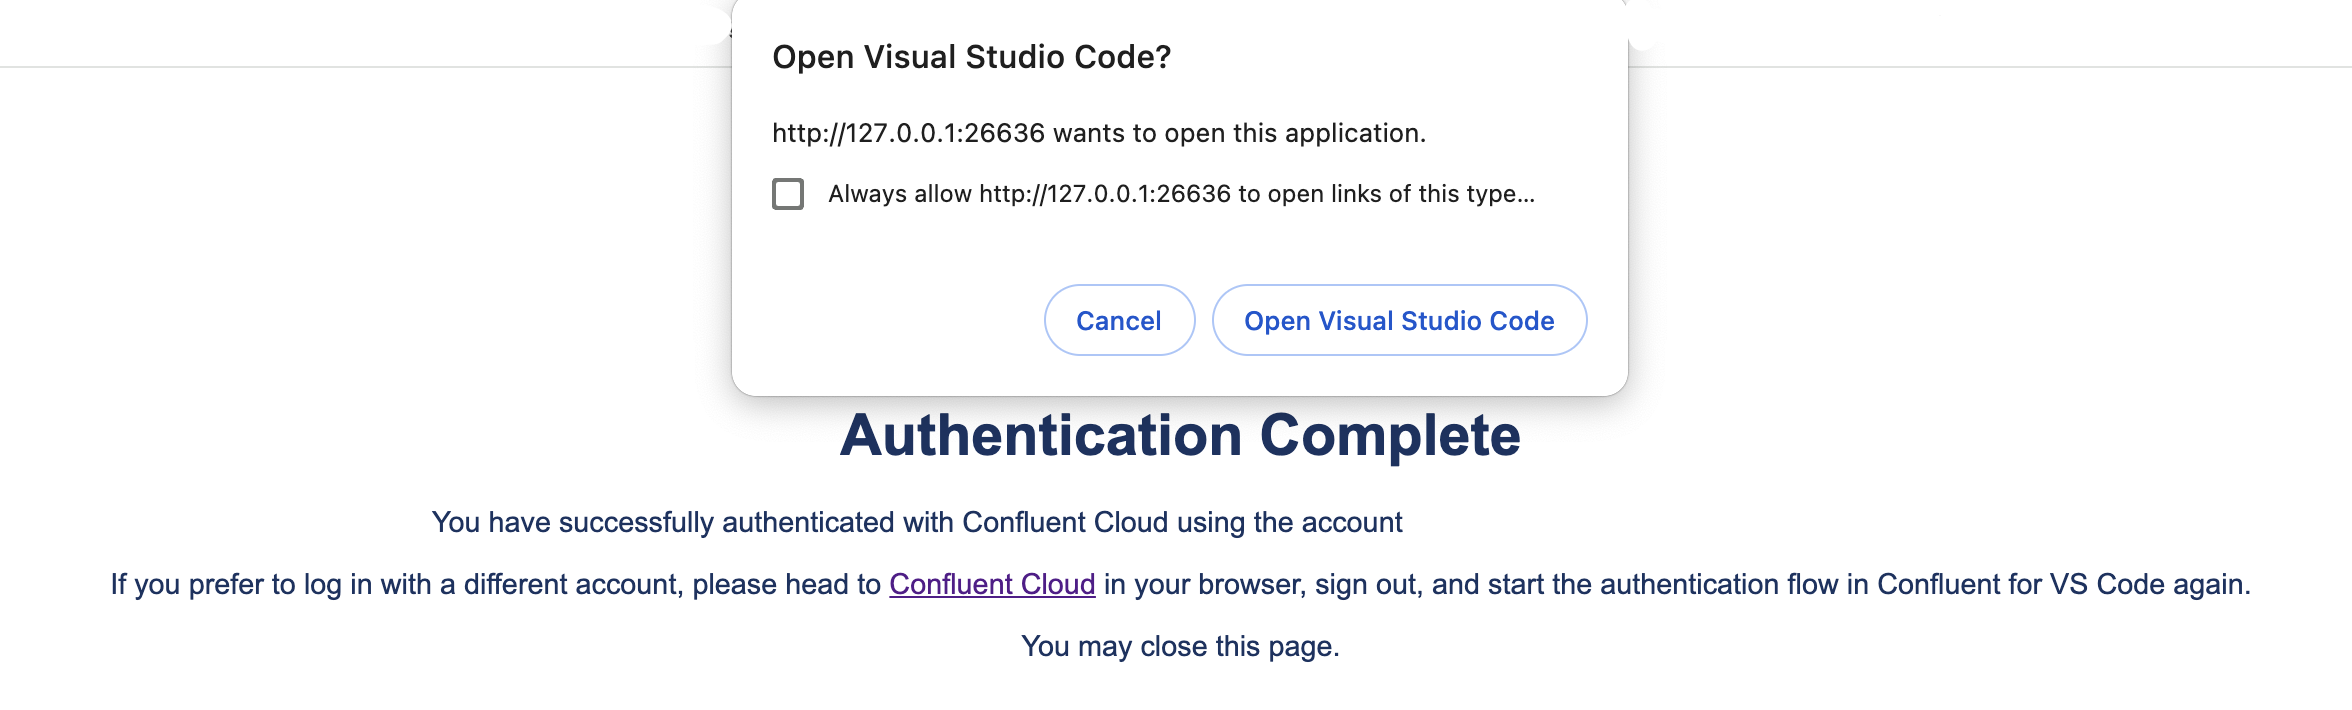 Open Visual Studio Code?
http://127.0.0.1:26636 wants to open this application.
Always allow http://127.0.0.1:26636 to open links of this type...
Cancel
Open Visual Studio Code
Authentication Complete
You have successfully authenticated with Confluent Cloud using the account
If you prefer to log in with a different account, please head to Confluent Cloud in your browser, sign out, and start the authentication flow in Confluent for VS Code again.
You may close this page.